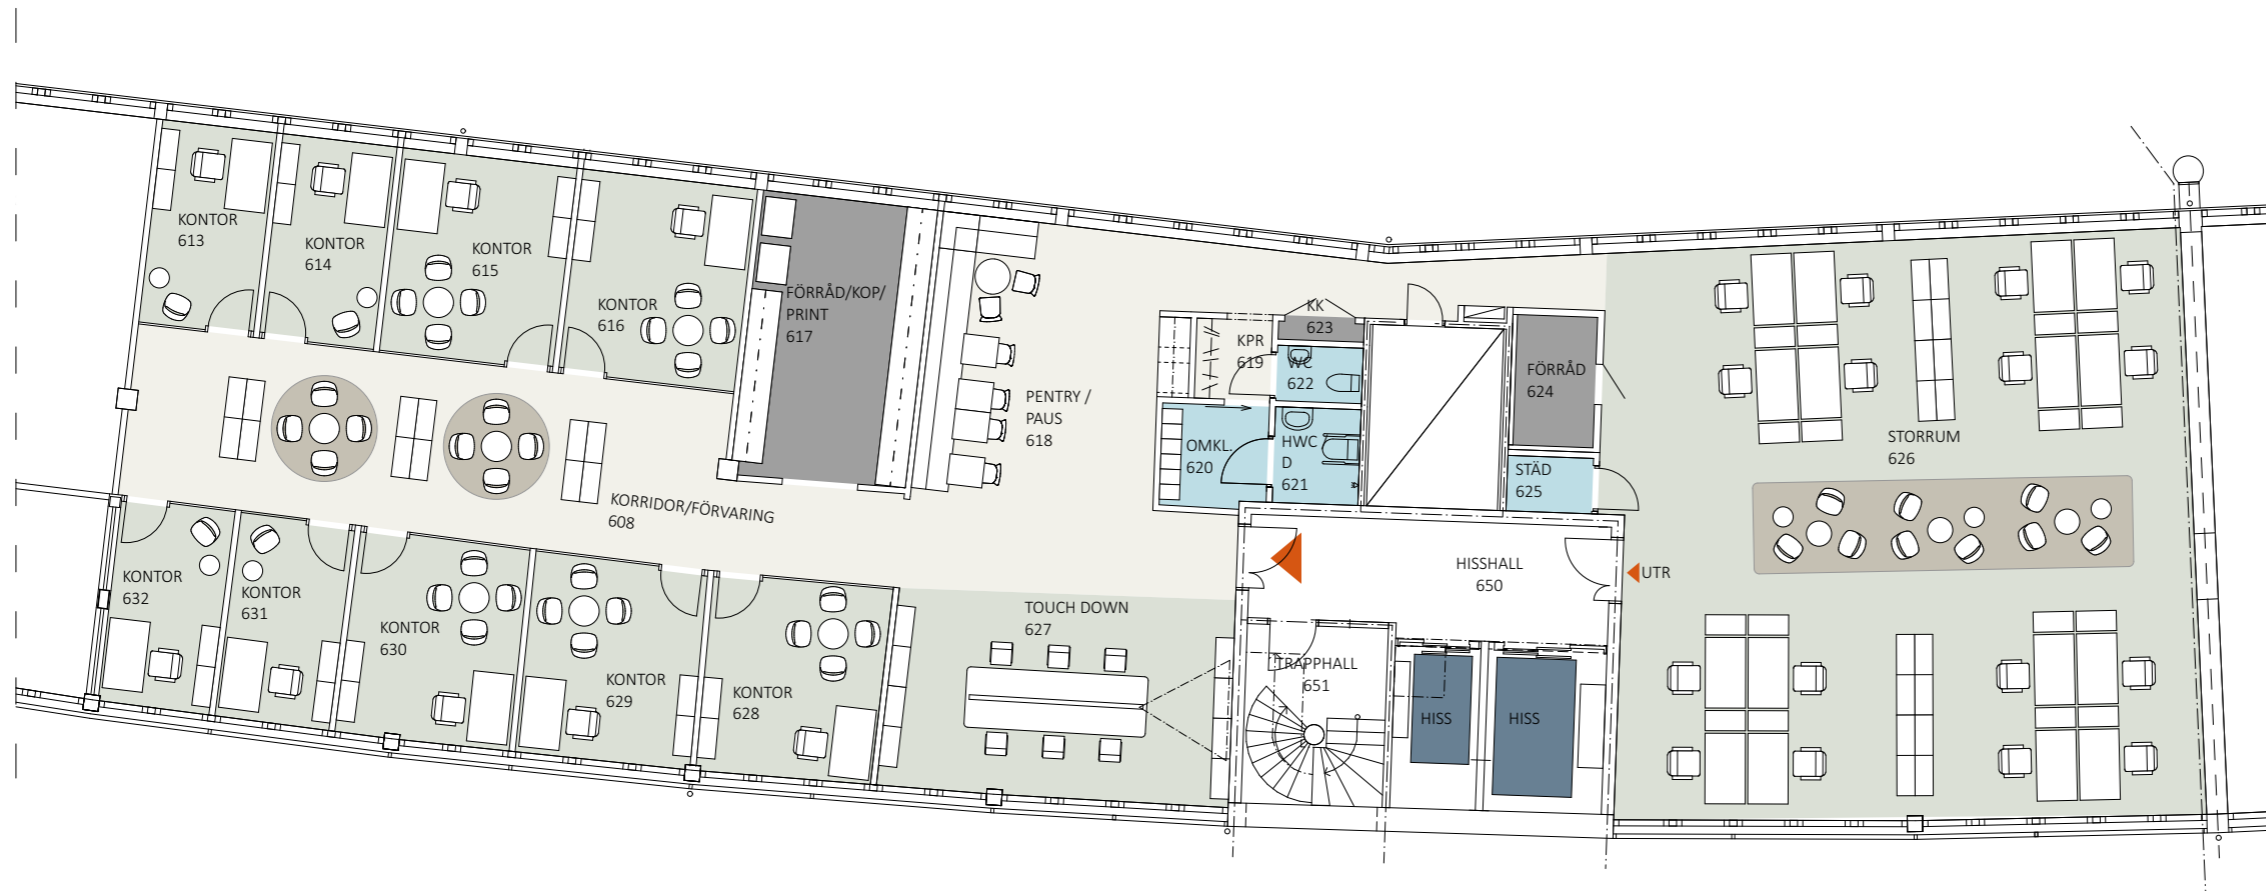 KONTOR
613
KONTOR
614
KONTOR
615
KONTOR
616
FÖRRÅD/KOP/
PRINT
617
PENTRY /
PAUS
618
KPR
619
KK
623
WC
622
OMKL.
620
HWC
D
621
FÖRRÅD
624
STÄD
625
STORRUM
626
KORRIDOR/FÖRVARING
608
KONTOR
632
KONTOR
631
KONTOR
630
KONTOR
629
KONTOR
628
TOUCH DOWN
627
HISSHALL
650
UTR
TRAPPHALL
651
HISS
HISS